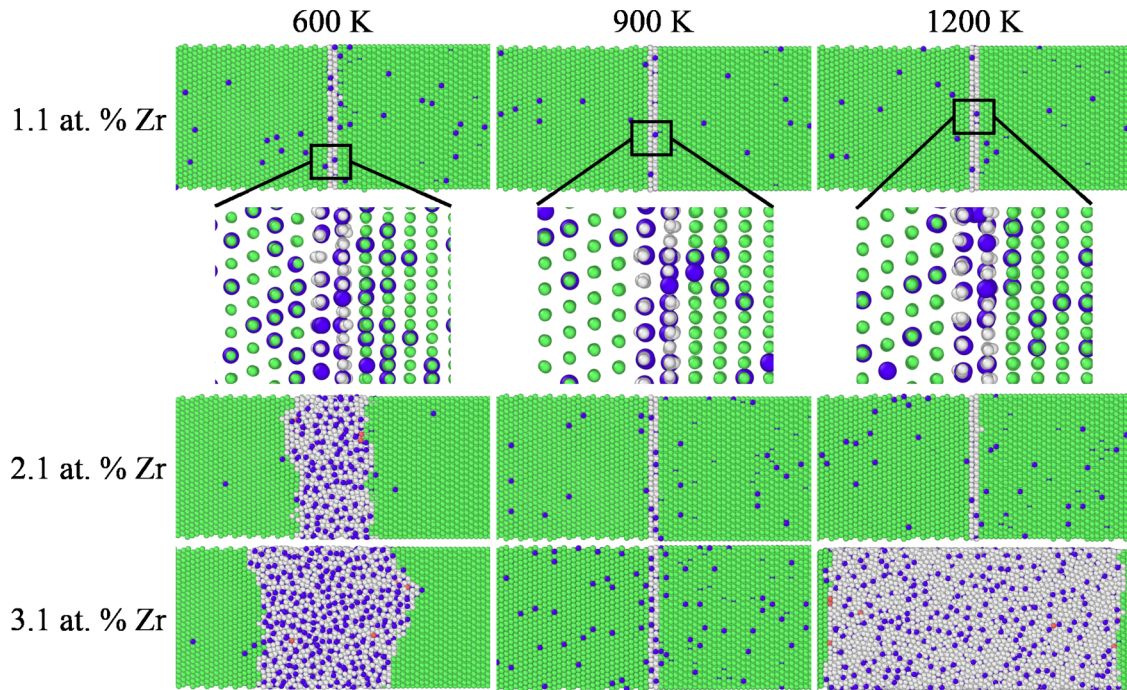 600 K
900 K
1200 K
1.1 at. % Zr
2.1 at. % Zr
3.1 at. % Zr